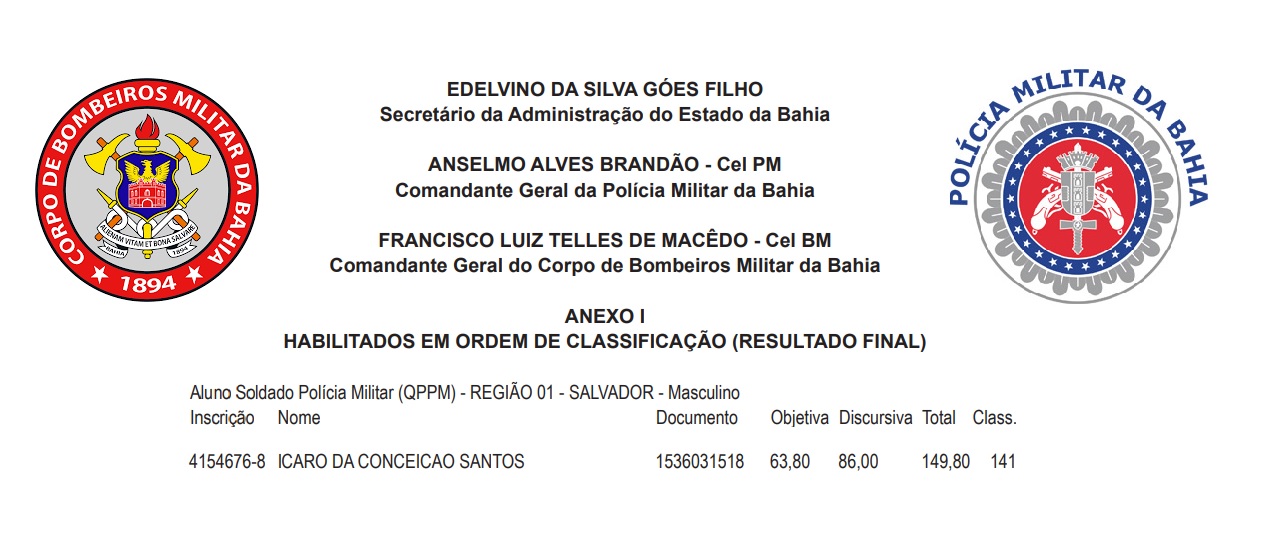 CORPO DE BOMBEIROS MILITAR DA BAHIA
ALIENAM VITAM ET BONA SALVARE
BAHIA 1894
1894
EDELVINO DA SILVA GÓES FILHO
Secretário da Administração do Estado da Bahia
ANSELMO ALVES BRANDÃO - Cel PM
Comandante Geral da Polícia Militar da Bahia
FRANCISCO LUIZ TELLES DE MACÊDO - Cel BM
Comandante Geral do Corpo de Bombeiros Militar da Bahia
POLÍCIA MILITAR DA BAHIA
ANEXO I
HABILITADOS EM ORDEM DE CLASSIFICAÇÃO (RESULTADO FINAL)
Aluno Soldado Polícia Militar (QPPM) - REGIÃO 01 - SALVADOR - Masculino
Inscrição Nome Documento Objetiva Discursiva Total Class.
4154676-8 ICARO DA CONCEICAO SANTOS 1536031518 63,80 86,00 149,80 141